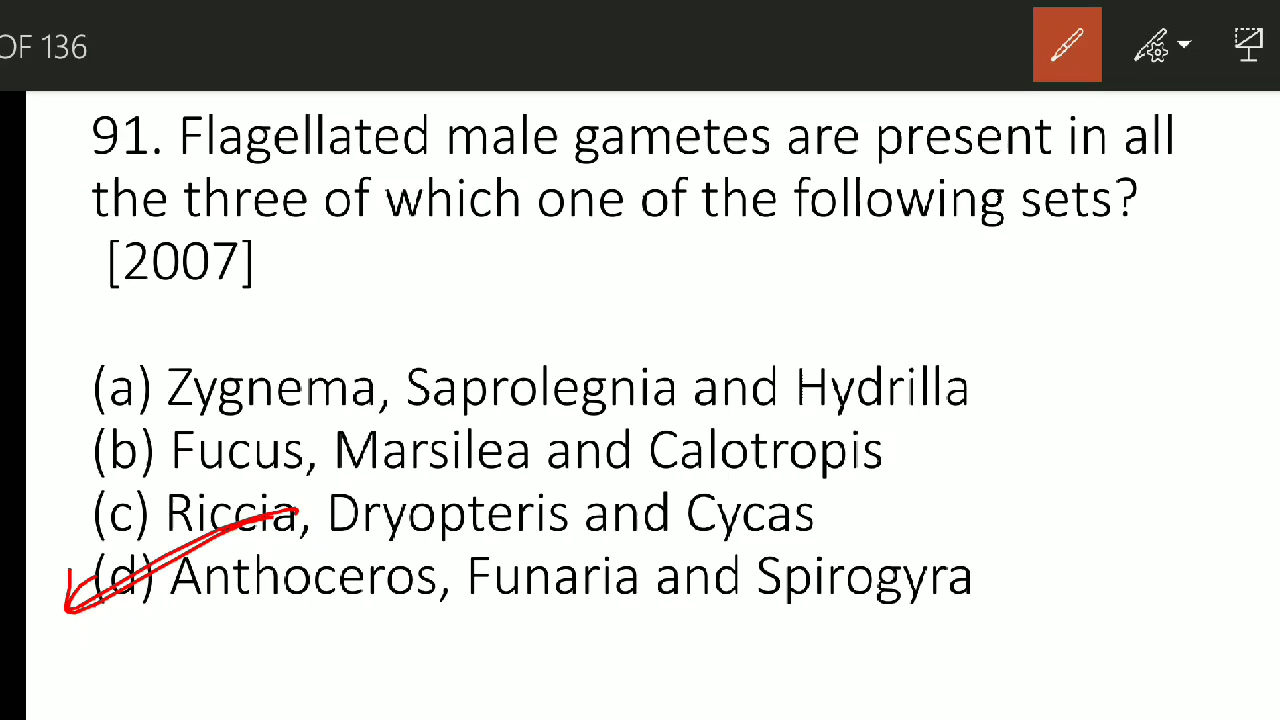 OF 136
91. Flagellated male gametes are present in all
the three of which one of the following sets?
[2007]
(a) Zygnema, Saprolegnia and Hydrilla
(b) Fucus, Marsilea and Calotropis
(c) Riccia, Dryopteris and Cycas
(d) Anthoceros, Funaria and Spirogyra